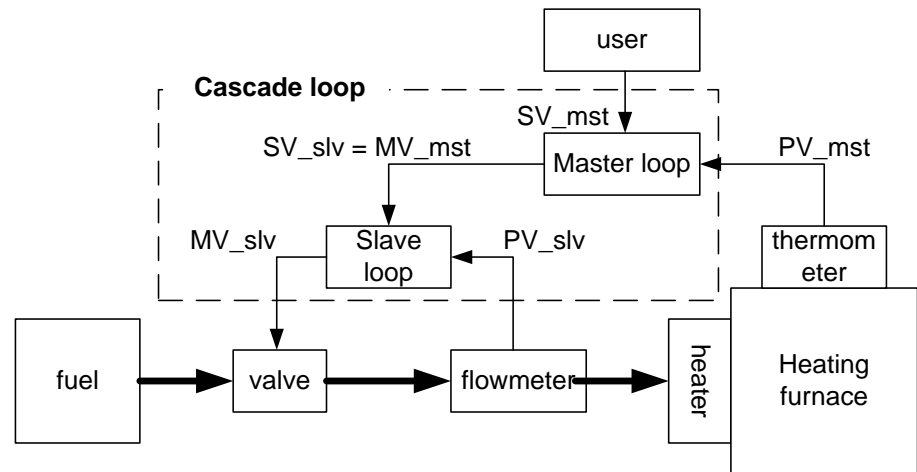 user
Cascade loop
SV_mst
SV_slv = MV_mst
PV_mst
Master loop
MV_slv
Slave
loop
PV_slv
thermom
eter
fuel
valve
flowmeter
heater
Heating
furnace